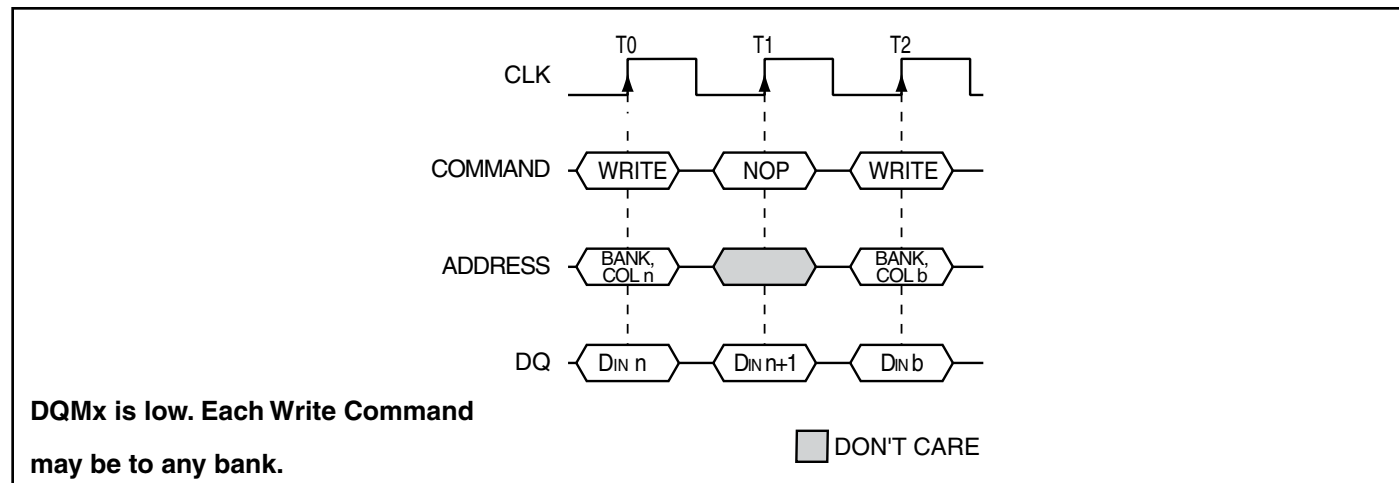 T0 T1 T2
CLK
COMMAND WRITE NOP WRITE
ADDRESS BANK, COL n BANK, COL b
DQ DIN n DIN n+1 DIN b
DQMx is low. Each Write Command
may be to any bank.
DON'T CARE